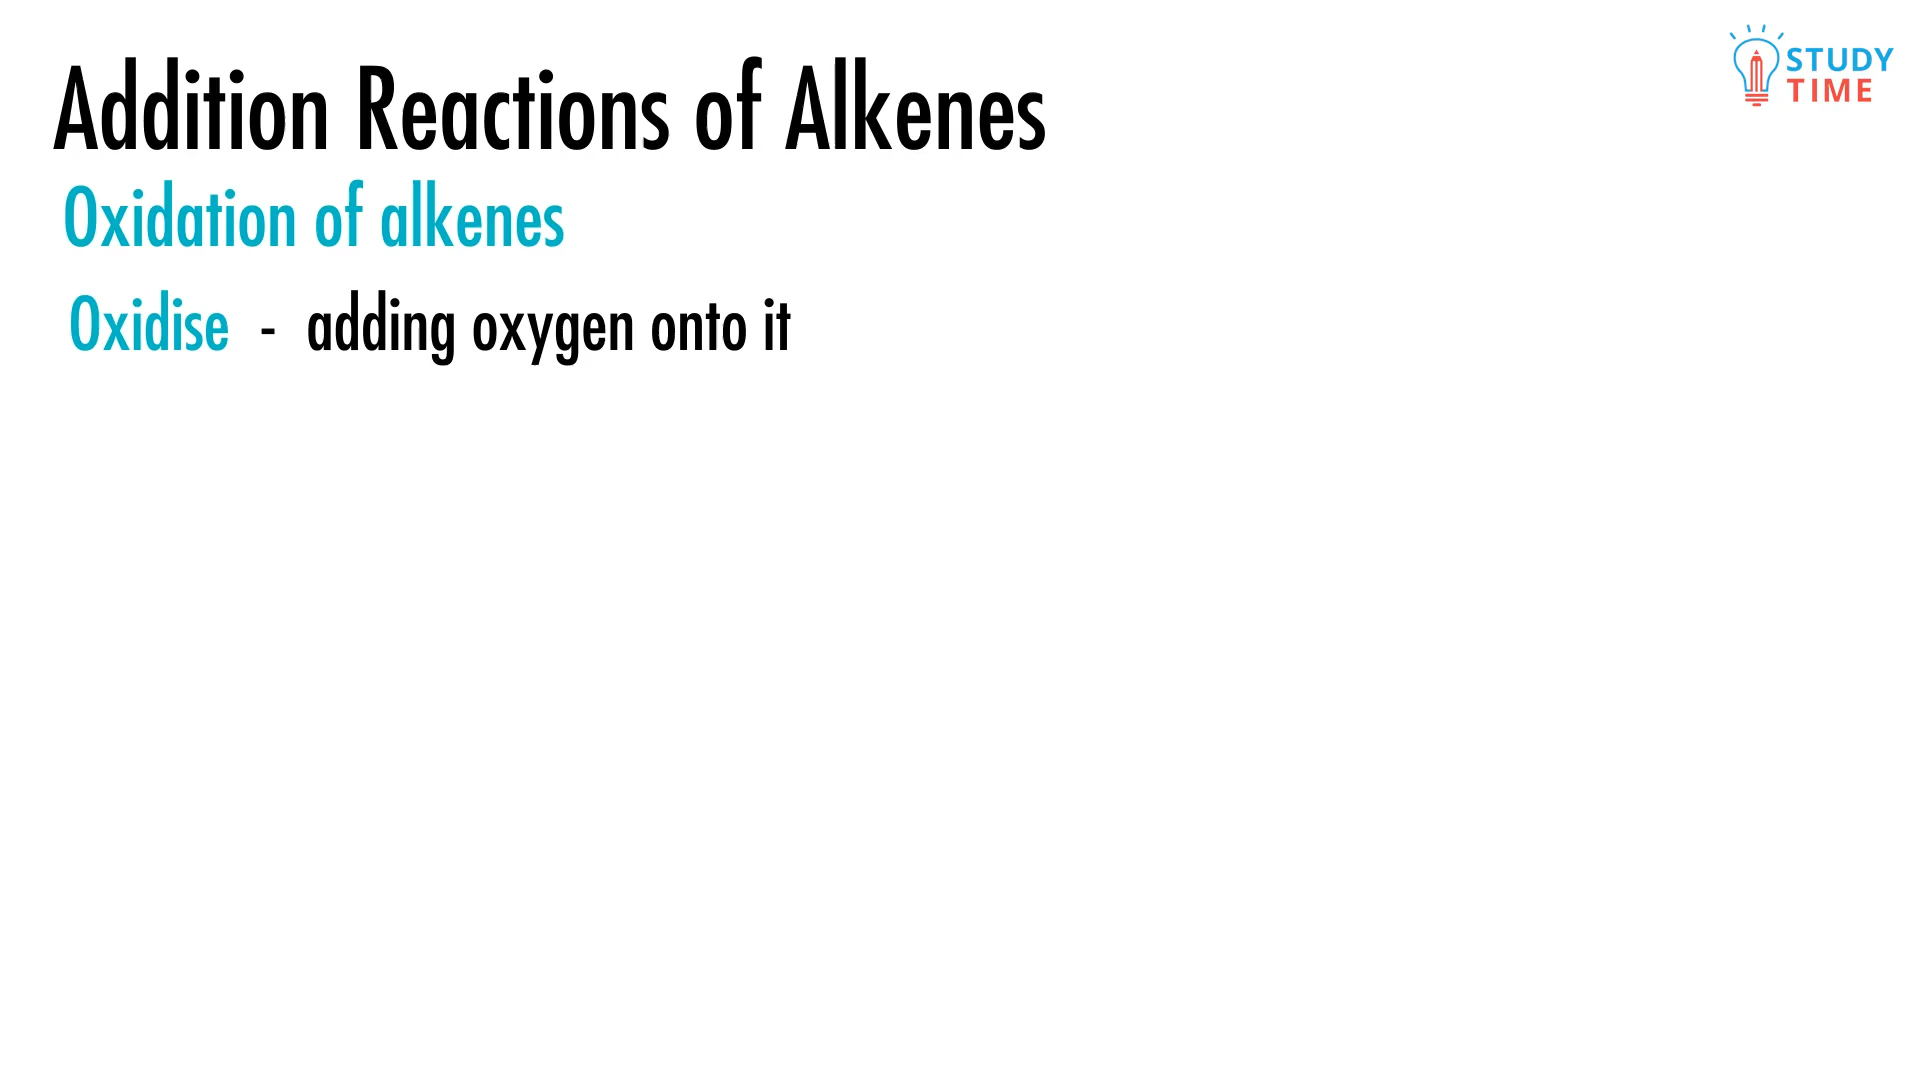 Addition Reactions of Alkenes
STUDY
TIME
Oxidation of alkenes
Oxidise - adding oxygen onto it